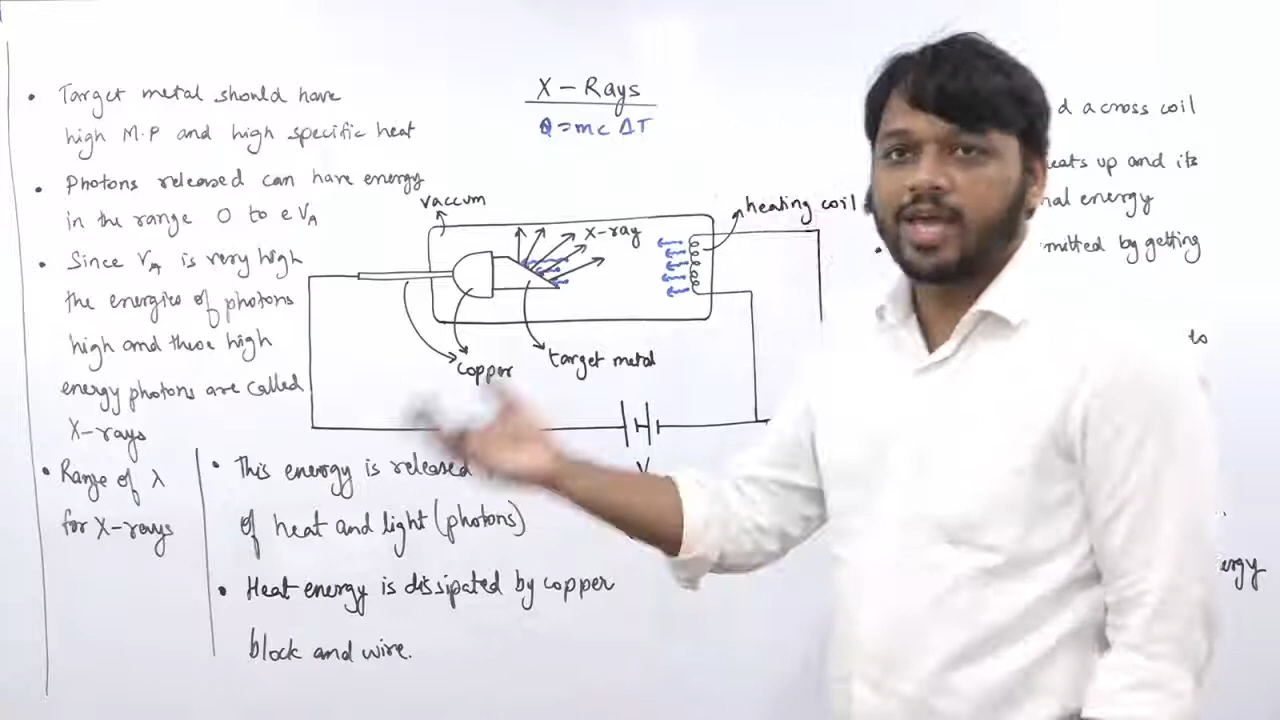 X-Rays
Q = mc ΔT
• Target metal should have
high M.P and high specific heat
• Photons released can have energy
in the range 0 to e VA
• Since VA is very high
the energies of photons
high and these high
energy photons are called
X-rays
• Range of λ
for X-rays
vaccum
X-ray
heating coil
copper
target metal
V
• This energy is released
of heat and light (photons)
• Heat energy is dissipated by copper
block and wire.
d across coil
eats up and its
nal energy
•
mitted by getting
to
ergy